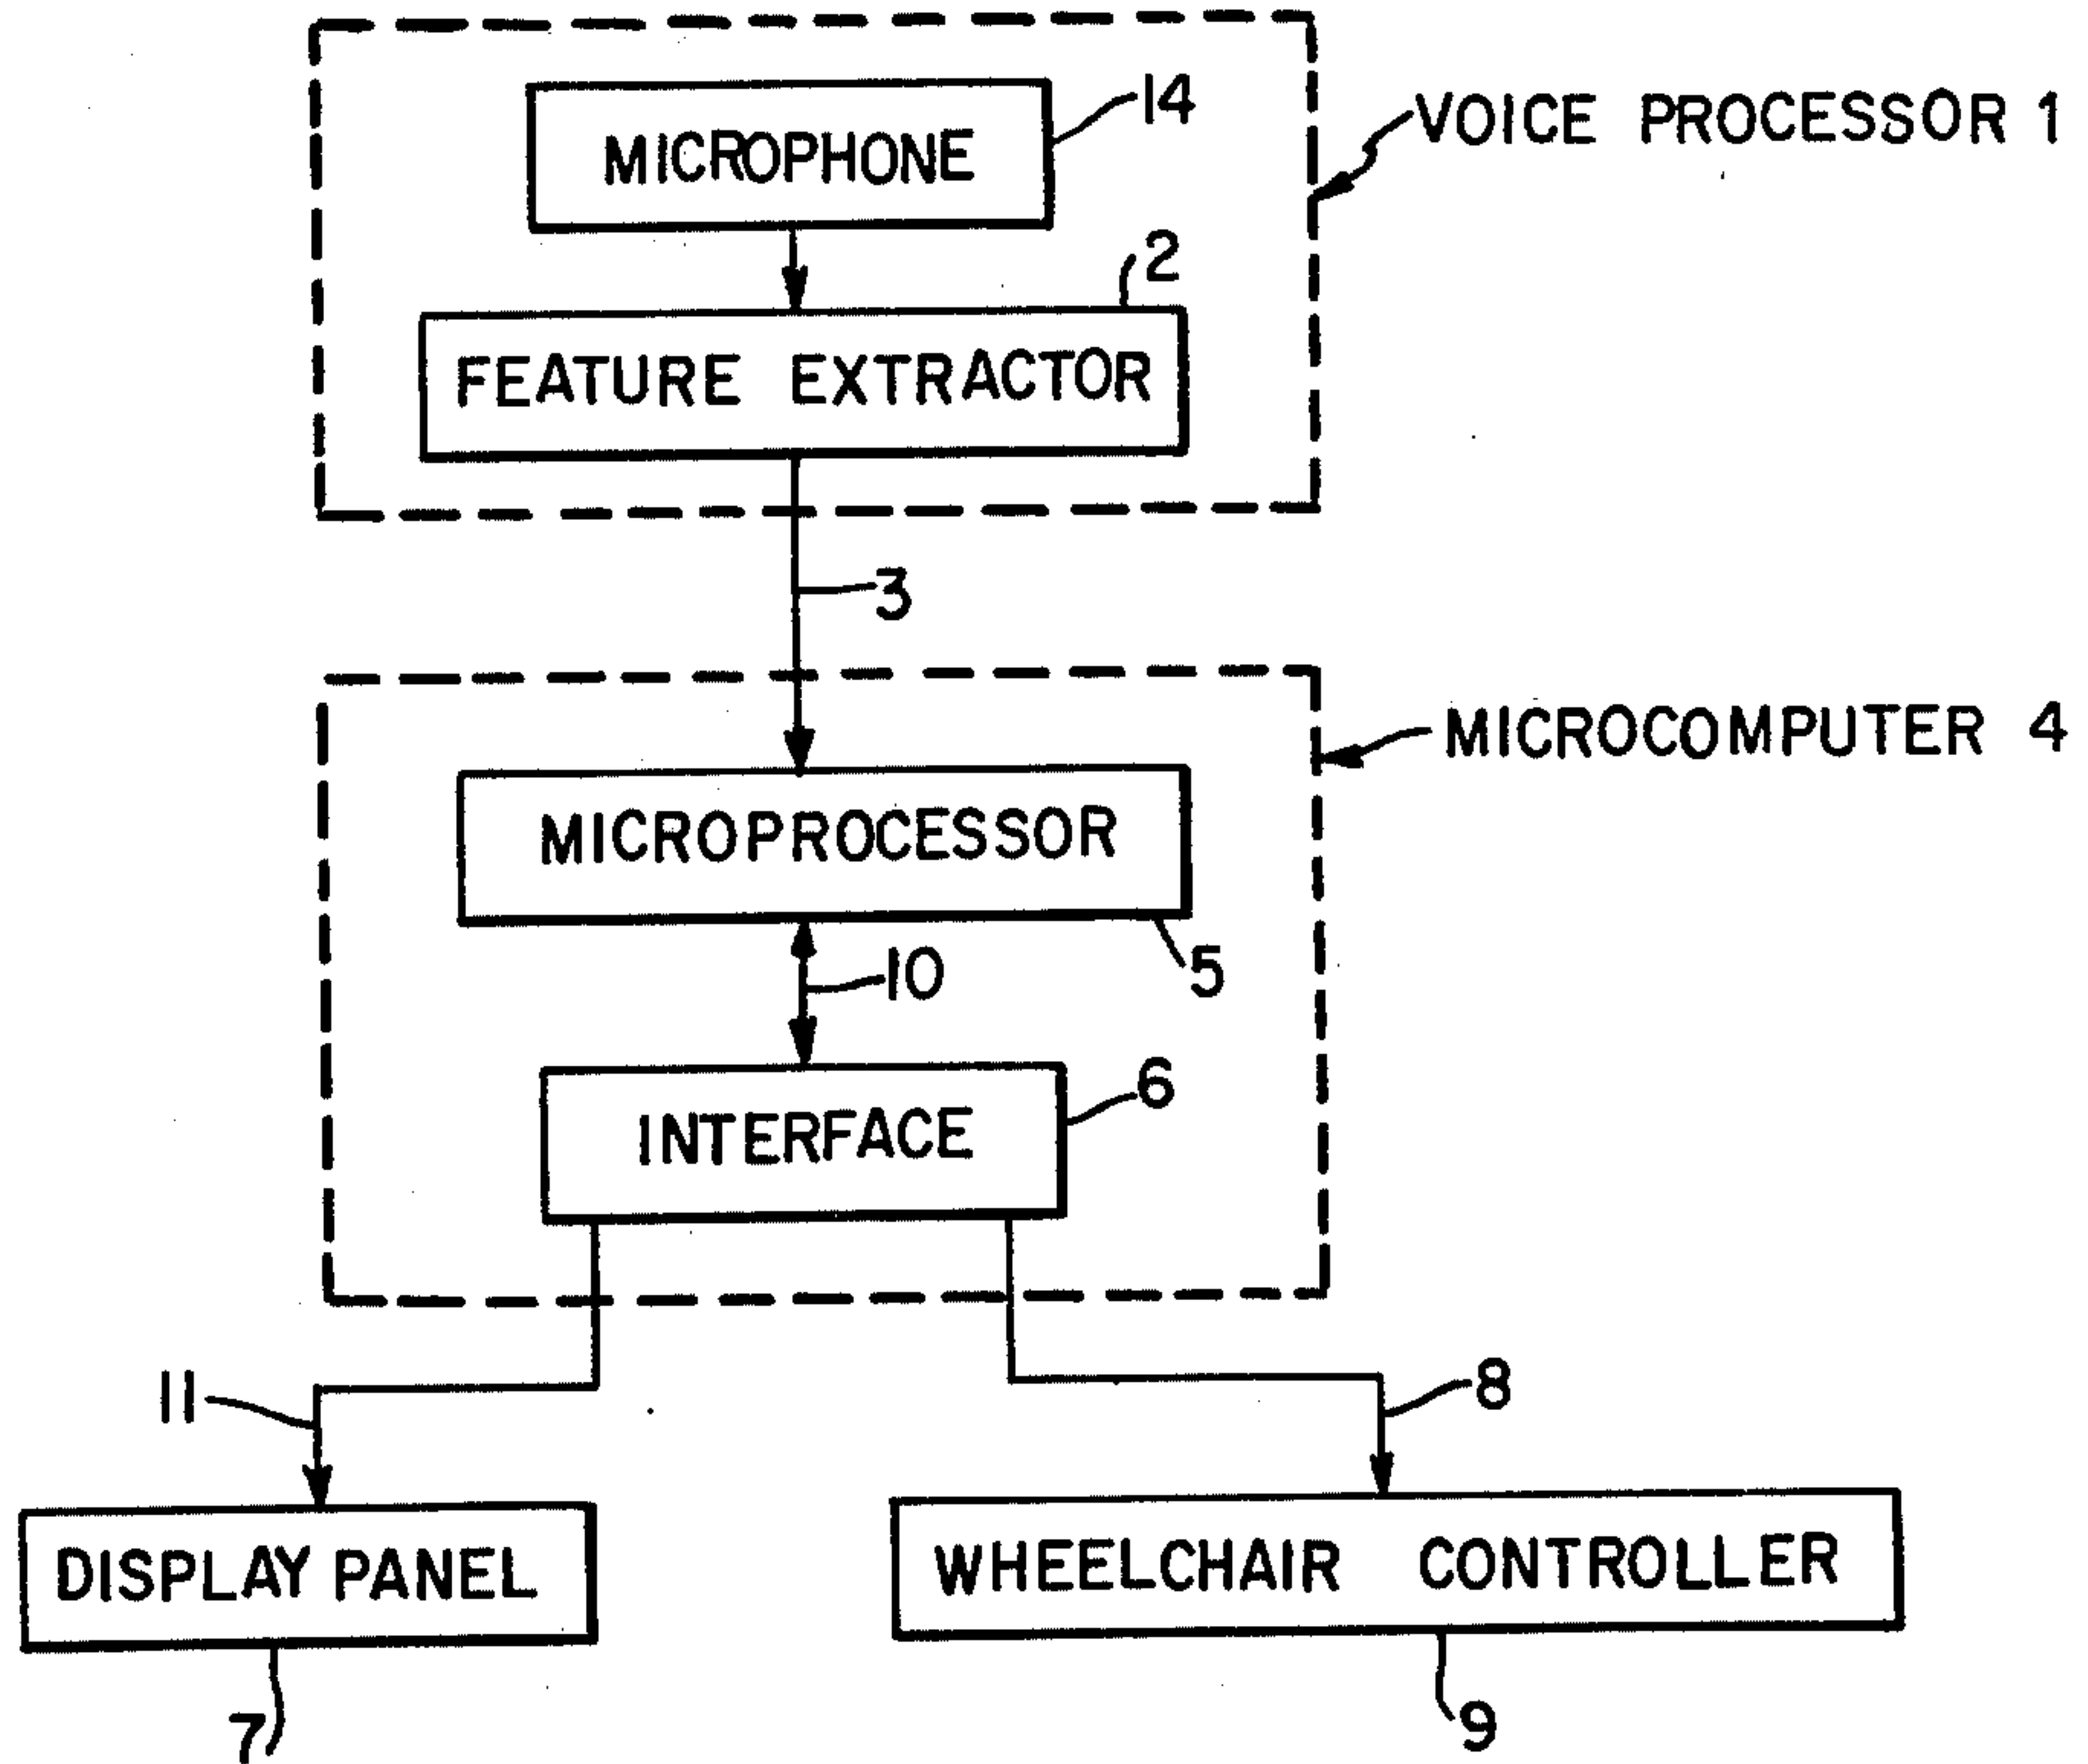 14
MICROPHONE
VOICE PROCESSOR 1
2
FEATURE EXTRACTOR
3
MICROCOMPUTER 4
MICROPROCESSOR
10
5
6
INTERFACE
11
8
DISPLAY PANEL
WHEELCHAIR CONTROLLER
7
9